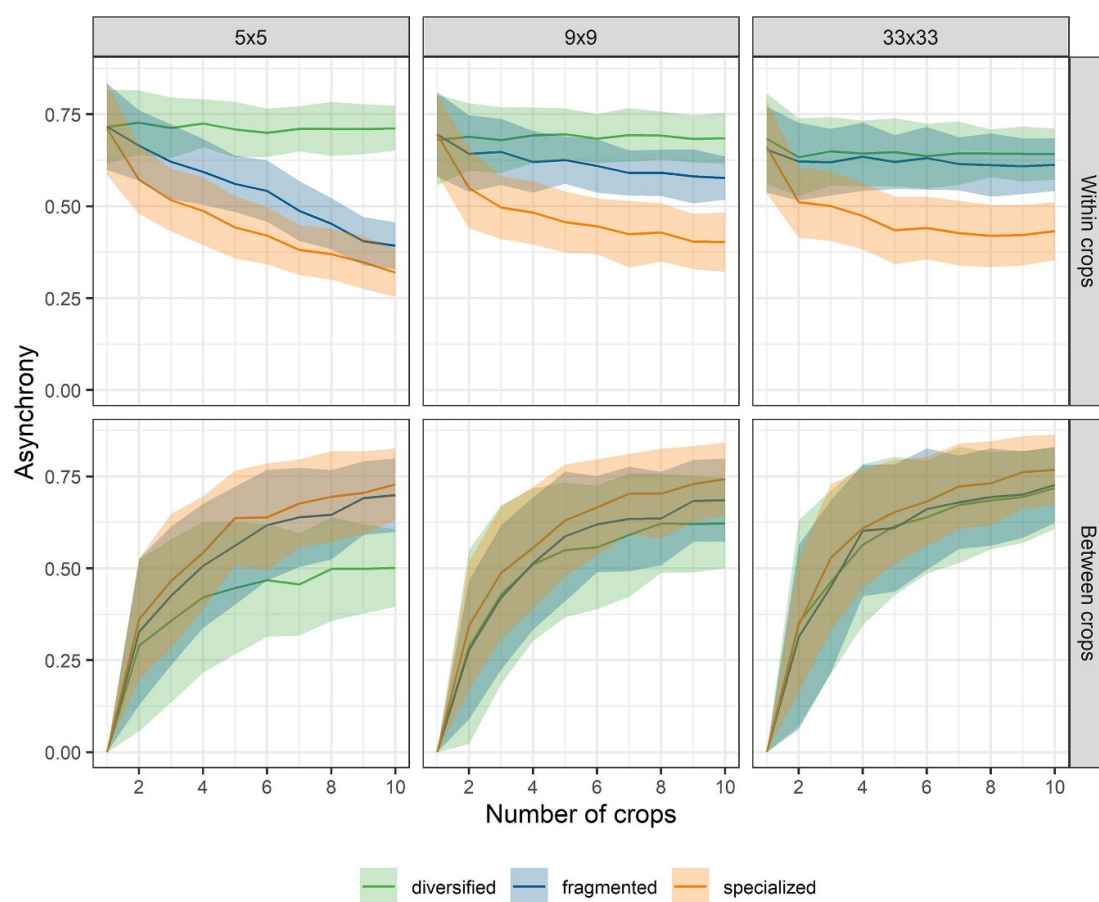 5x5 9x9 33x33
0.75
0.50
0.25
0.00
Within crops
Asynchrony
0.75
0.50
0.25
0.00
Between crops
2 4 6 8 10 2 4 6 8 10 2 4 6 8 10
Number of crops
diversified fragmented specialized